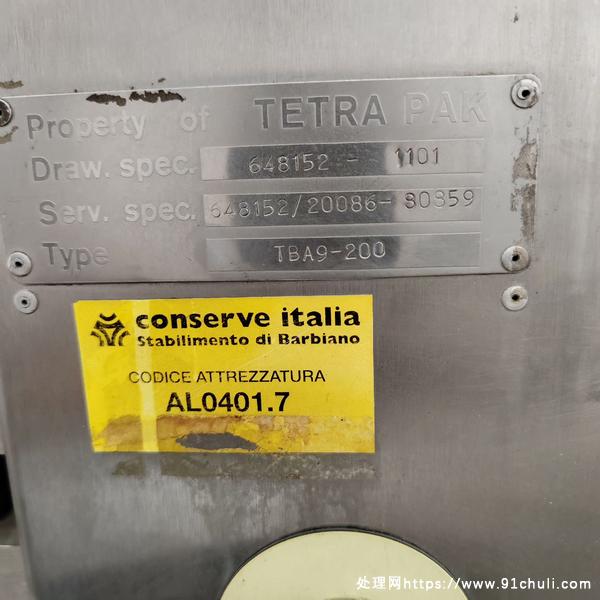 Property of TETRA PAK
Draw. spec. 648152 - 1101
Serv. spec. 648152/20086-80859
Type TBA9-200
conserve italia
Stabilimento di Barbiano
CODICE ATTREZZATURA
AL0401.7
处理网https://www.91chuli.com/